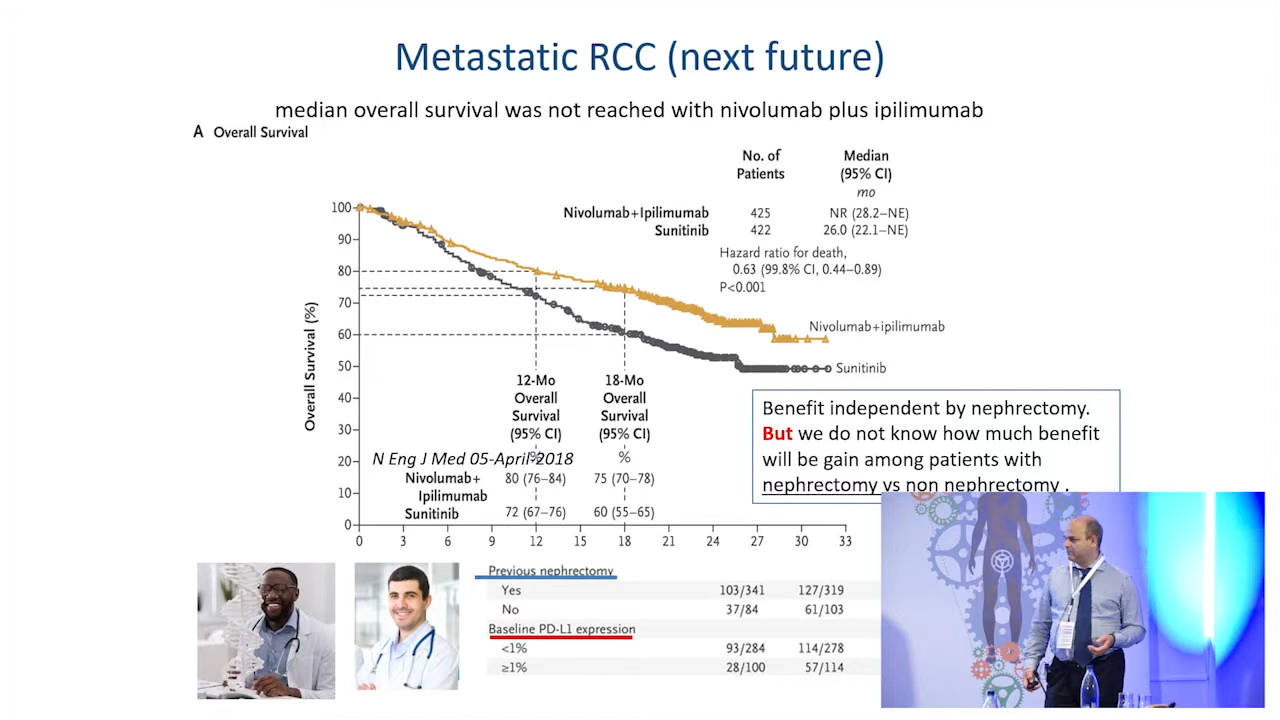 Metastatic RCC (next future)
median overall survival was not reached with nivolumab plus ipilimumab
A Overall Survival
No. of Patients
Median (95% CI)
mo
Nivolumab+Ipilimumab 425 NR (28.2–NE)
Sunitinib 422 26.0 (22.1–NE)
Hazard ratio for death,
0.63 (99.8% CI, 0.44–0.89)
P<0.001
Overall Survival (%)
100
90
80
70
60
50
40
30
20
10
0
Nivolumab+ipilimumab
Sunitinib
12-Mo
Overall
Survival
(95% CI)
%
18-Mo
Overall
Survival
(95% CI)
%
N Eng J Med 05-April-2018
Nivolumab+
Ipilimumab
80 (76–84) 75 (70–78)
Sunitinib 72 (67–76) 60 (55–65)
0 3 6 9 12 15 18 21 24 27 30 33
Benefit independent by nephrectomy.
But we do not know how much benefit
will be gain among patients with
nephrectomy vs non nephrectomy .
Previous nephrectomy
Yes 103/341 127/319
No 37/84 61/103
Baseline PD-L1 expression
<1% 93/284 114/278
≥1% 28/100 57/114